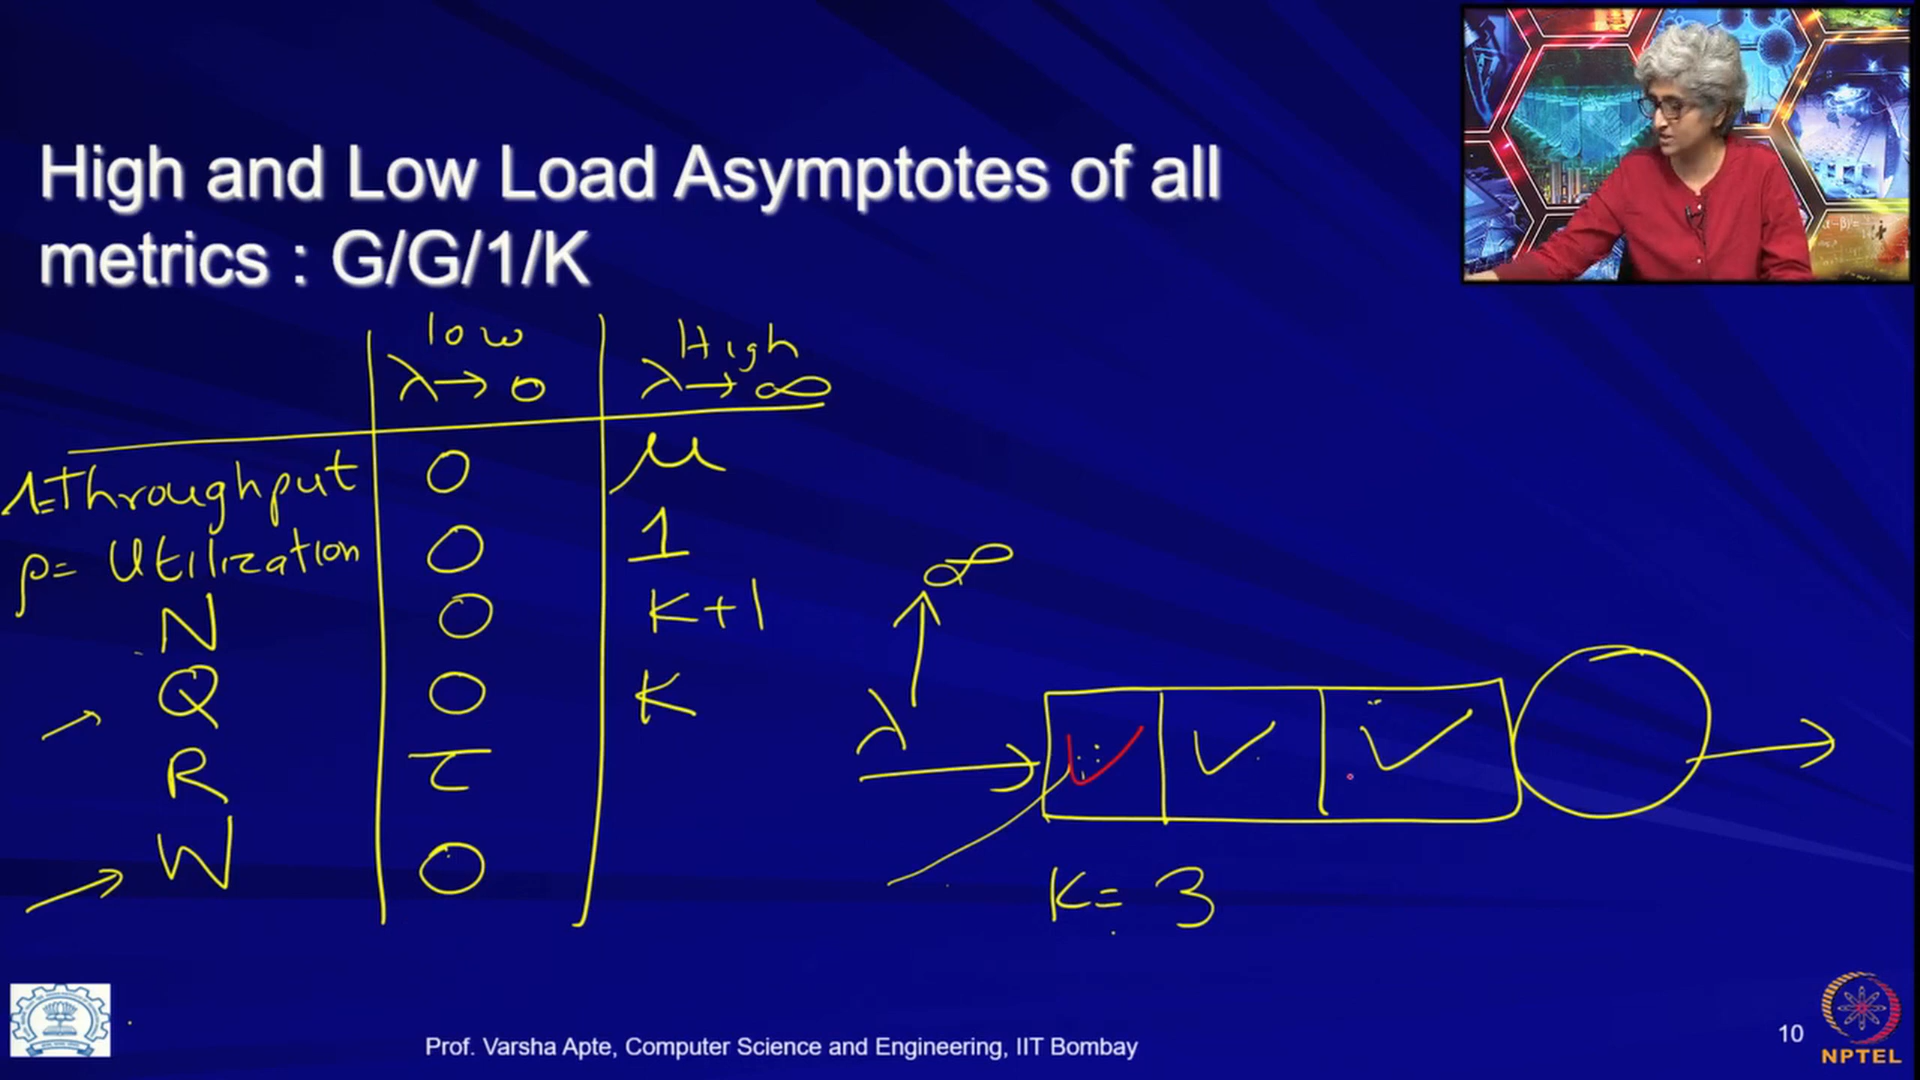 High and Low Load Asymptotes of all
metrics : G/G/1/K
low High
λ→0 λ→∞
Λ=Throughput 0 μ
ρ= Utilization 0 1
N 0 K+1
Q 0 K
R τ
W 0
∞
λ
K= 3
Prof. Varsha Apte, Computer Science and Engineering, IIT Bombay
10
NPTEL